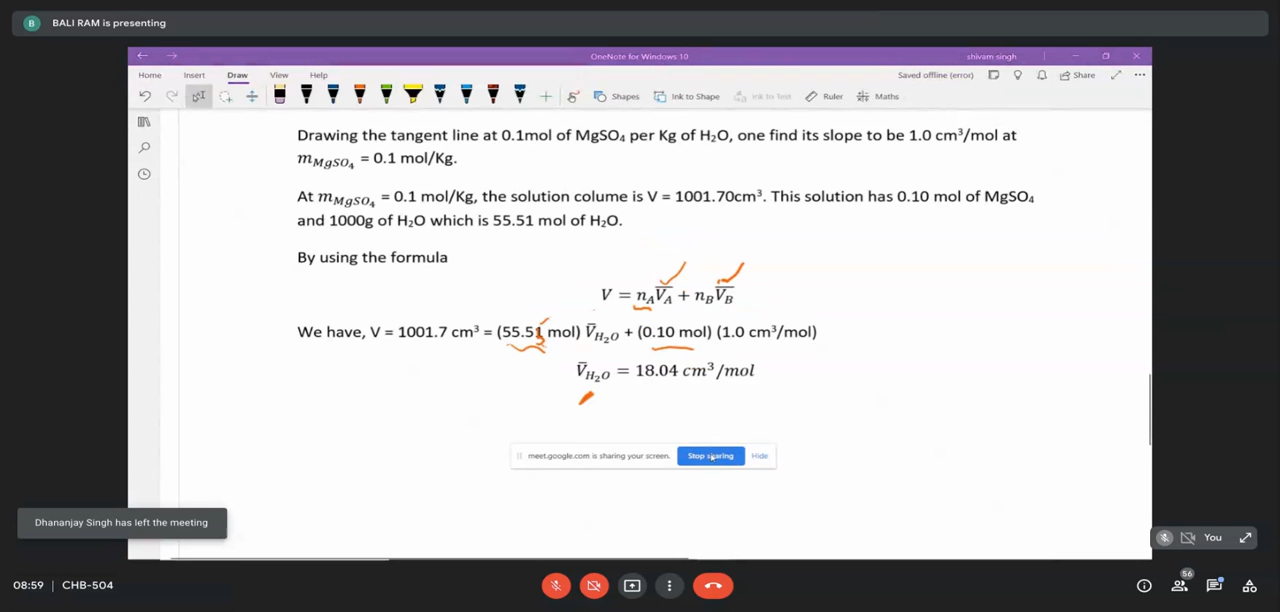 B BALI RAM is presenting
OneNote for Windows 10
shivam singh
Home Insert Draw View Help
Saved offline (error)
Share
Shapes
Ink to Shape
Ink to Text
Ruler
Maths
Drawing the tangent line at 0.1mol of MgSO₄ per Kg of H₂O, one find its slope to be 1.0 cm³/mol at
m_MgSO₄ = 0.1 mol/Kg.
At m_MgSO₄ = 0.1 mol/Kg, the solution colume is V = 1001.70cm³. This solution has 0.10 mol of MgSO₄
and 1000g of H₂O which is 55.51 mol of H₂O.
By using the formula
V = n_A V̅_A + n_B V̅_B
We have, V = 1001.7 cm³ = (55.51 mol) V̅_H₂O + (0.10 mol) (1.0 cm³/mol)
V̅_H₂O = 18.04 cm³/mol
meet.google.com is sharing your screen.
Stop sharing
Hide
Dhananjay Singh has left the meeting
You
08:59 CHB-504
56